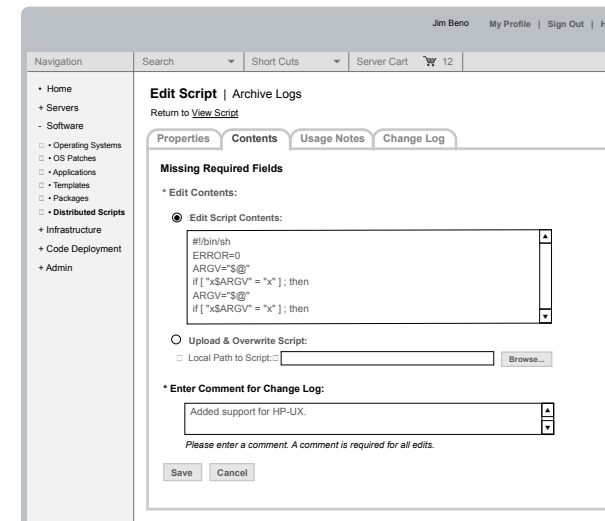 Jim Beno My Profile | Sign Out | H
Navigation Search Short Cuts Server Cart 12
• Home
+ Servers
- Software
• Operating Systems
• OS Patches
• Applications
• Templates
• Packages
• Distributed Scripts
+ Infrastructure
+ Code Deployment
+ Admin
Edit Script | Archive Logs
Return to View Script
Properties Contents Usage Notes Change Log
Missing Required Fields
* Edit Contents:
Edit Script Contents:
#!/bin/sh
ERROR=0
ARGV="$@"
if [ "x$ARGV" = "x" ] ; then
ARGV="$@"
if [ "x$ARGV" = "x" ] ; then
Upload & Overwrite Script:
Local Path to Script: Browse...
* Enter Comment for Change Log:
Added support for HP-UX.
Please enter a comment. A comment is required for all edits.
Save Cancel